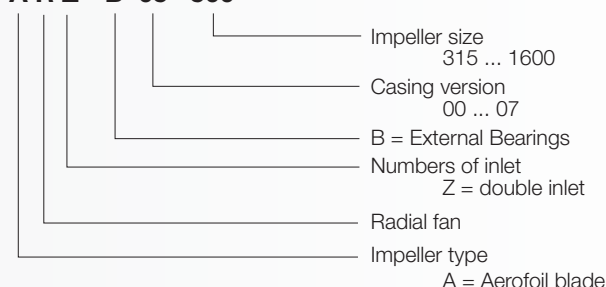 Impeller size
315 ... 1600
Casing version
00 ... 07
B = External Bearings
Numbers of inlet
Z = double inlet
Radial fan
Impeller type
A = Aerofoil blade